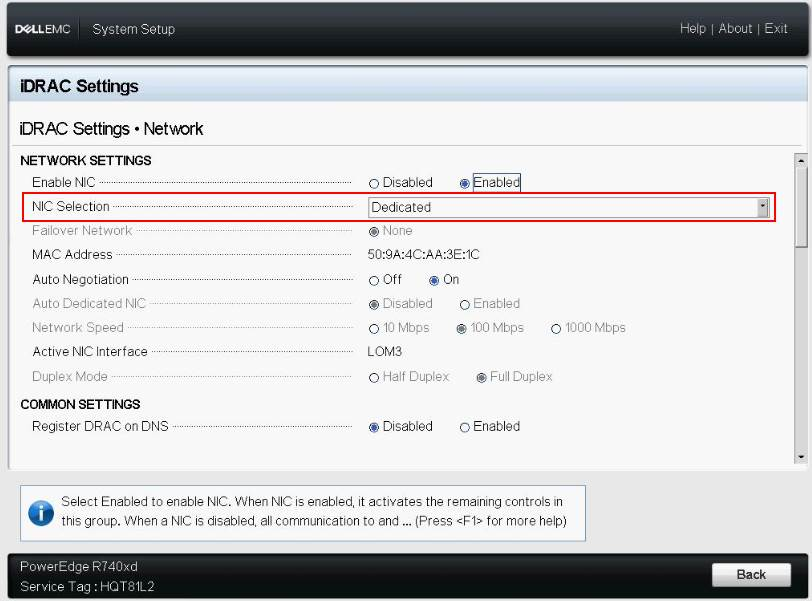 DELLEMC System Setup Help | About | Exit
iDRAC Settings
iDRAC Settings • Network
NETWORK SETTINGS
Enable NIC Disabled Enabled
NIC Selection Dedicated
Failover Network None
MAC Address 50:9A:4C:AA:3E:1C
Auto Negotiation Off On
Auto Dedicated NIC Disabled Enabled
Network Speed 10 Mbps 100 Mbps 1000 Mbps
Active NIC Interface LOM3
Duplex Mode Half Duplex Full Duplex
COMMON SETTINGS
Register DRAC on DNS Disabled Enabled
Select Enabled to enable NIC. When NIC is enabled, it activates the remaining controls in
this group. When a NIC is disabled, all communication to and ... (Press <F1> for more help)
PowerEdge R740xd
Service Tag : HQT81L2
Back